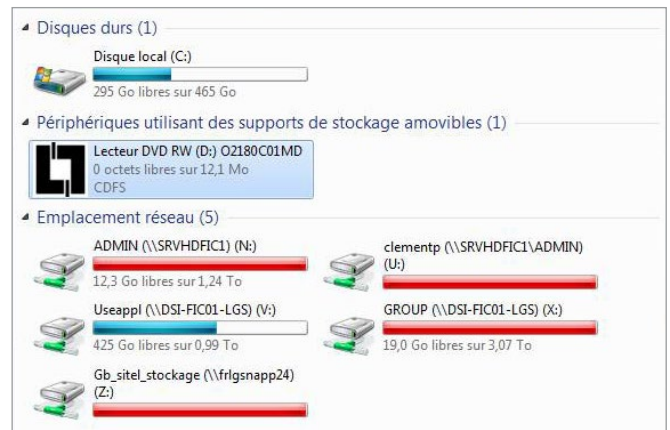 Disques durs (1)
Disque local (C:)
295 Go libres sur 465 Go
Périphériques utilisant des supports de stockage amovibles (1)
Lecteur DVD RW (D:) O2180C01MD
0 octets libres sur 12,1 Mo
CDFS
Emplacement réseau (5)
ADMIN (\\SRVHDFIC1) (N:)
12,3 Go libres sur 1,24 To
clementp (\\SRVHDFIC1\ADMIN)
(U:)
Useappl (\\DSI-FIC01-LGS) (V:)
425 Go libres sur 0,99 To
GROUP (\\DSI-FIC01-LGS) (X:)
19,0 Go libres sur 3,07 To
Gb_sitel_stockage (\\frlgsnapp24)
(Z:)